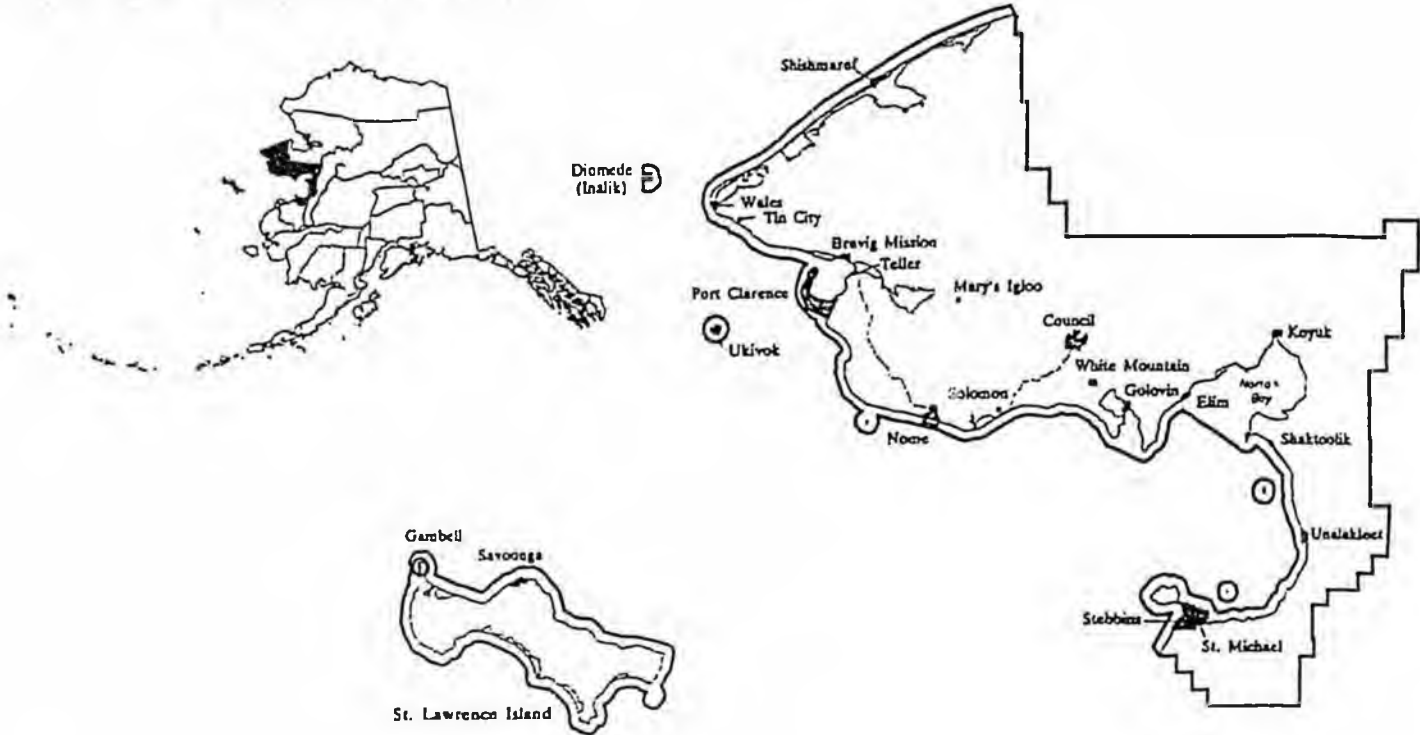 Shishmaref
Diomede
(Inalik)
Wales
Tin City
Brevig Mission
Teller
Port Clarence
Mary's Igloo
Ukivok
Council
Koyuk
White Mountain
Solomon
Golovin
Elim
Norton
Bay
Nome
Shaktoolik
Gambell
Savoonga
Unalakleet
Stebbins
St. Michael
St. Lawrence Island